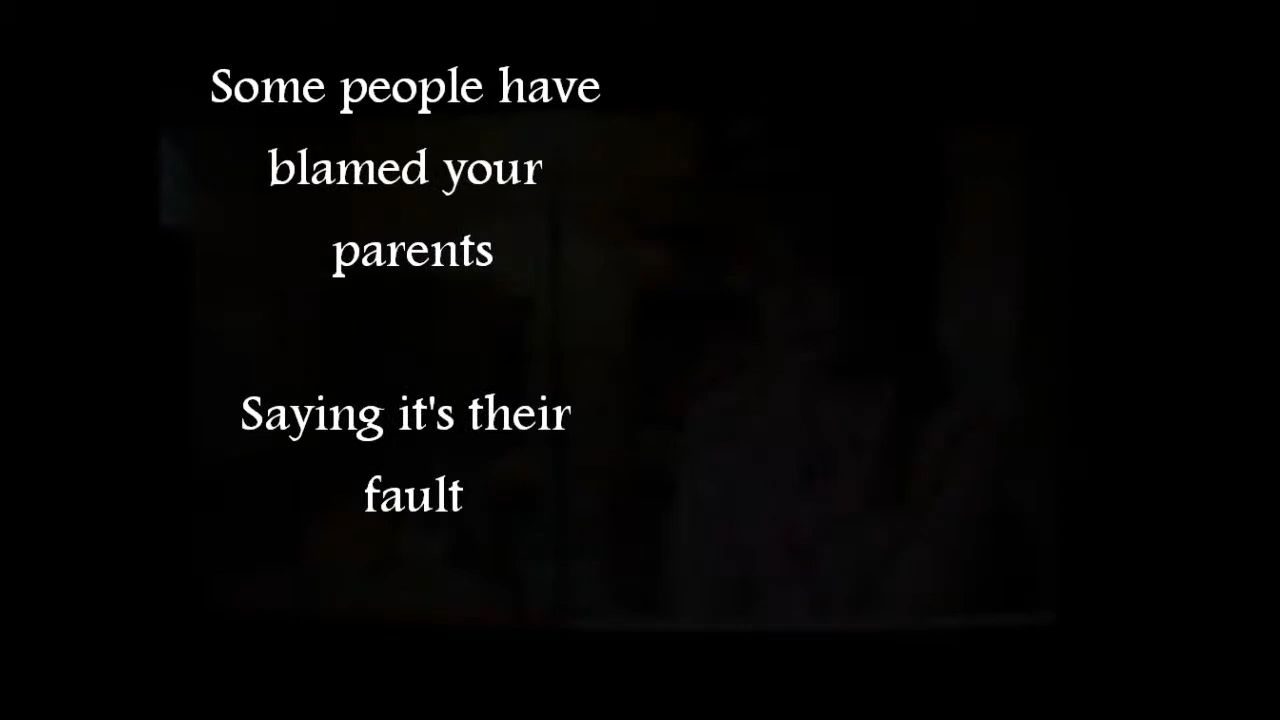 Some people have
blamed your
parents
Saying it's their
fault